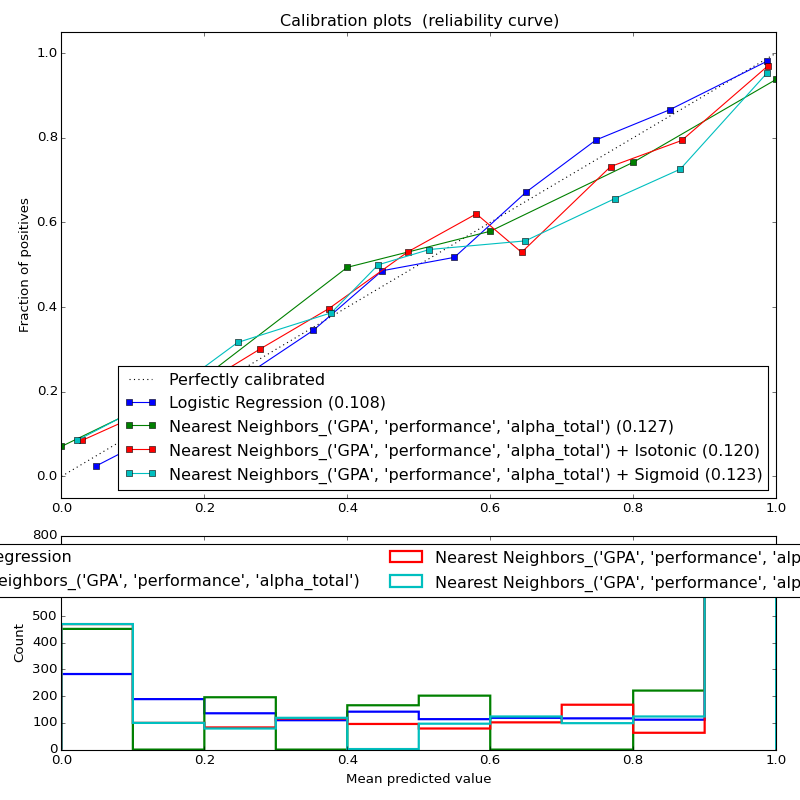 Calibration plots  (reliability curve)
1.0
0.8
0.6
0.4
0.2
0.0
Fraction of positives
Perfectly calibrated
Logistic Regression (0.108)
Nearest Neighbors_('GPA', 'performance', 'alpha_total') (0.127)
Nearest Neighbors_('GPA', 'performance', 'alpha_total') + Isotonic (0.120)
Nearest Neighbors_('GPA', 'performance', 'alpha_total') + Sigmoid (0.123)
0.0 0.2 0.4 0.6 0.8 1.0
800
egression
eighbors_('GPA', 'performance', 'alpha_total')
Nearest Neighbors_('GPA', 'performance', 'alp
Nearest Neighbors_('GPA', 'performance', 'alp
500
400
300
200
100
0
Count
0.0 0.2 0.4 0.6 0.8 1.0
Mean predicted value